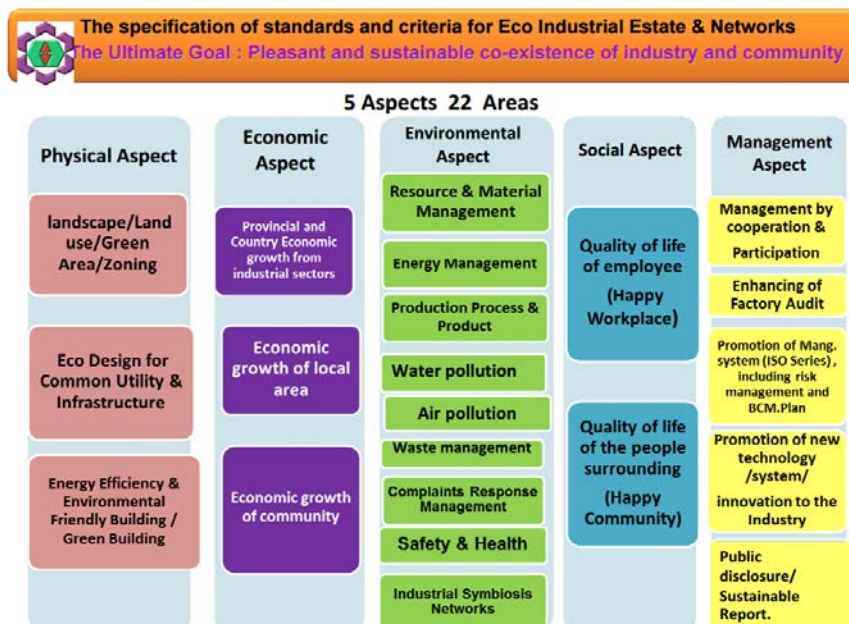 The specification of standards and criteria for Eco Industrial Estate & Networks
The Ultimate Goal : Pleasant and sustainable co-existence of industry and community
5 Aspects 22 Areas
Physical Aspect
landscape/Land
use/Green
Area/Zoning
Eco Design for
Common Utility &
Infrastructure
Energy Efficiency &
Environmental
Friendly Building /
Green Building
Economic
Aspect
Provincial and
Country Economic
growth from
industrial sectors
Economic
growth of local
area
Economic growth
of community
Environmental
Aspect
Resource & Material
Management
Energy Management
Production Process &
Product
Water pollution
Air pollution
Waste management
Complaints Response
Management
Safety & Health
Industrial Symbiosis
Networks
Social Aspect
Quality of life
of employee
(Happy
Workplace)
Quality of life
of the people
surrounding
(Happy
Community)
Management
Aspect
Management by
cooperation &
Participation
Enhancing of
Factory Audit
Promotion of Mang.
system (ISO Series) ,
including risk
management and
BCM.Plan
Promotion of new
technology
/system/
innovation to the
Industry
Public
disclosure/
Sustainable
Report.